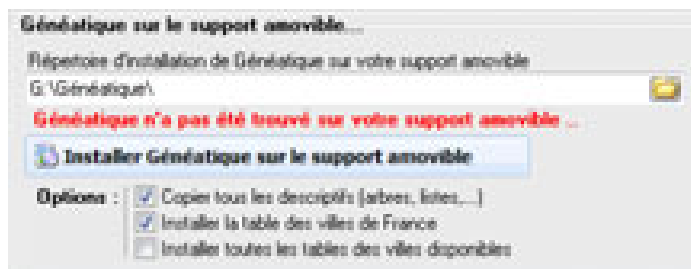 Généatique sur le support amovible...
Répertoire d'installation de Généatique sur votre support amovible
G:\Généatique\
Généatique n'a pas été trouvé sur votre support amovible ...
Installer Généatique sur le support amovible
Options : Copier tous les descriptifs (arbres, listes,...)
Installer la table des villes de France
Installer toutes les tables des villes disponibles